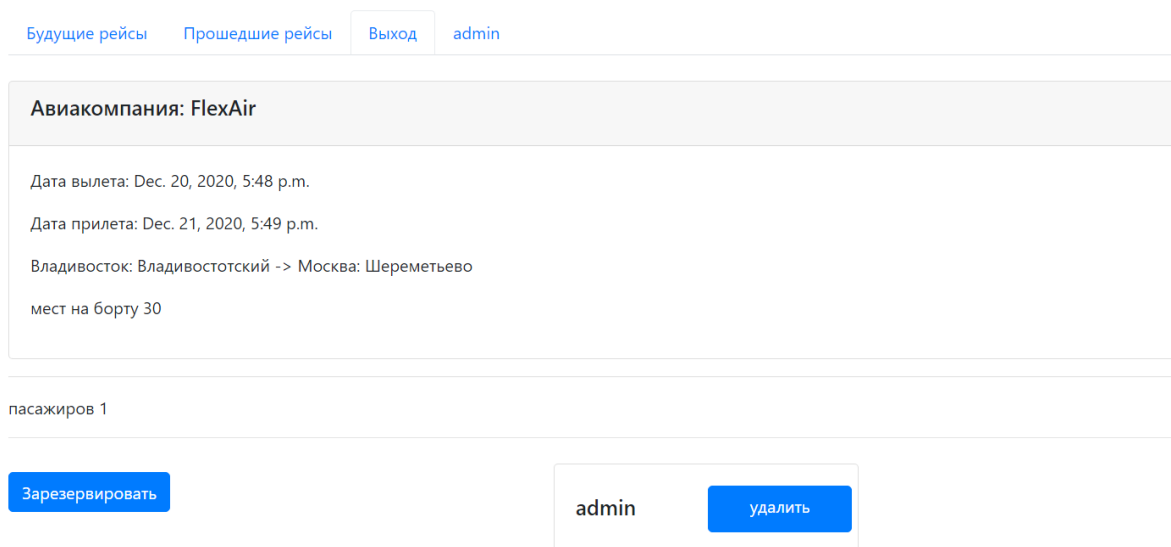 Будущие рейсы Прошедшие рейсы Выход admin
Авиакомпания: FlexAir
Дата вылета: Dec. 20, 2020, 5:48 p.m.
Дата прилета: Dec. 21, 2020, 5:49 p.m.
Владивосток: Владивостотский -> Москва: Шереметьево
мест на борту 30
пасажиров 1
Зарезервировать
admin удалить